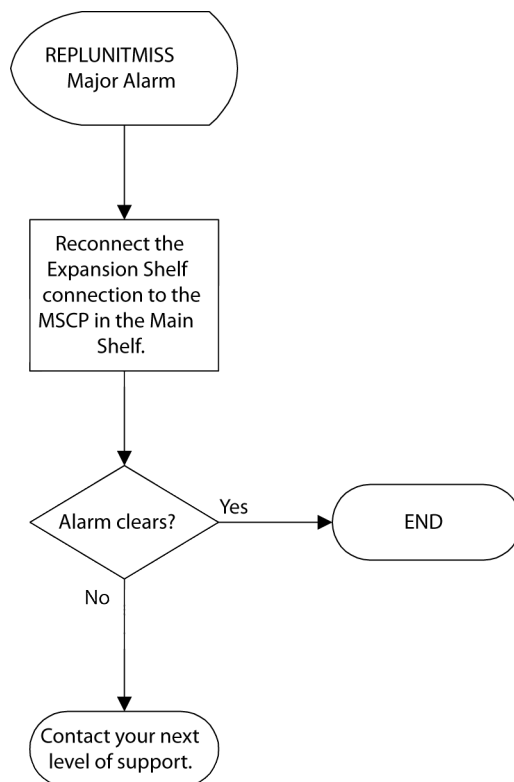 REPLUNITMISS
Major Alarm
Reconnect the
Expansion Shelf
connection to the
MSCP in the Main
Shelf.
Alarm clears?
Yes
END
No
Contact your next
level of support.